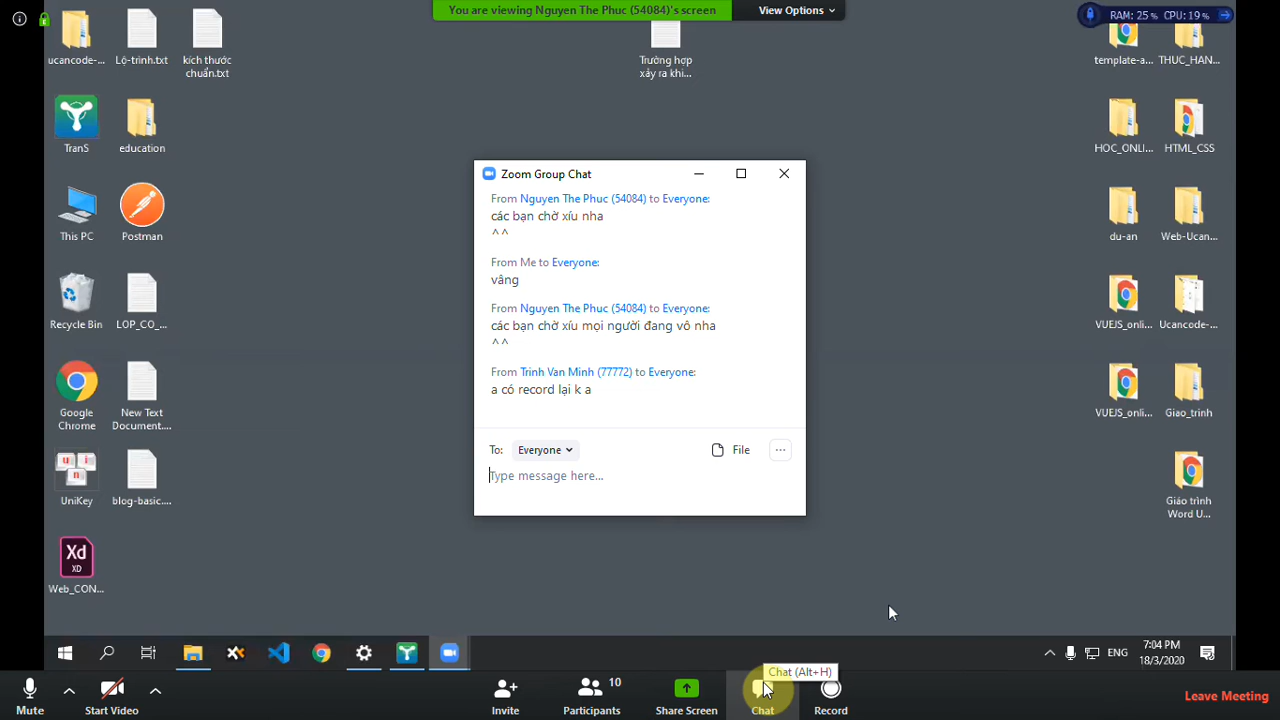 You are viewing Nguyen The Phuc (54084)'s screen
View Options
RAM: 25 % CPU: 19 %
ucancode-...
Lộ-trình.txt
kích thước
chuẩn.txt
Trường hợp
xảy ra khi...
template-a...
THUC_HAN...
TranS
education
HOC_ONLI...
HTML_CSS
This PC
Postman
du-an
Web-Ucan...
Recycle Bin
LOP_CO_...
VUEJS_onli...
Ucancode-...
Google
Chrome
New Text
Document....
VUEJS_onli...
Giao_trinh
UniKey
blog-basic....
Giáo trình
Word U...
Xd
XD
Web_CON...
Zoom Group Chat
From Nguyen The Phuc (54084) to Everyone:
các bạn chờ xíu nha
^ ^
From Me to Everyone:
vâng
From Nguyen The Phuc (54084) to Everyone:
các bạn chờ xíu mọi người đang vô nha
^ ^
From Trinh Van Minh (77772) to Everyone:
a có record lại k a
To: Everyone
File
...
Type message here...
ENG
7:04 PM
18/3/2020
Chat (Alt+H)
Mute
Start Video
Invite
10
Participants
Share Screen
Chat
Record
Leave Meeting